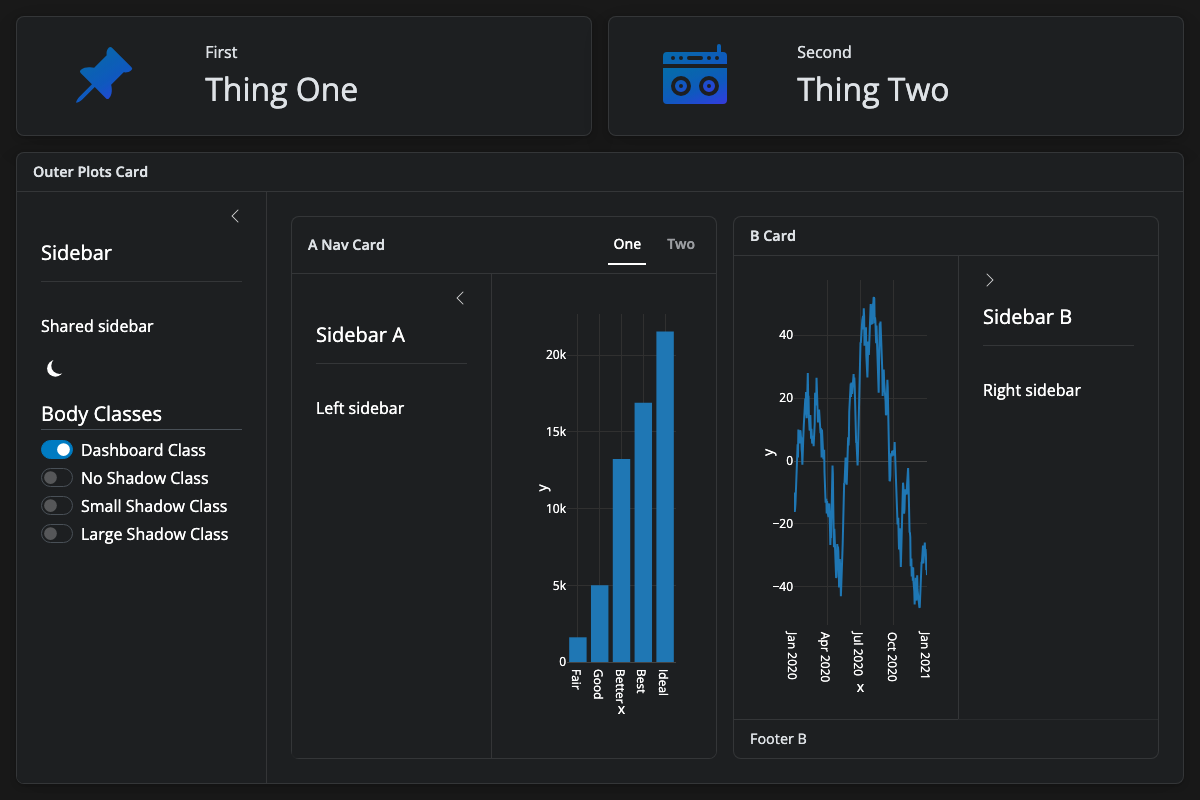 First
Thing One
Second
Thing Two
Outer Plots Card
Sidebar
Shared sidebar
Body Classes
Dashboard Class
No Shadow Class
Small Shadow Class
Large Shadow Class
A Nav Card
One
Two
Sidebar A
Left sidebar
20k
15k
10k
5k
0
y
Fair
Good
Better
Best
Ideal
x
B Card
40
20
0
−20
−40
y
Jan 2020
Apr 2020
Jul 2020
Oct 2020
Jan 2021
x
Sidebar B
Right sidebar
Footer B